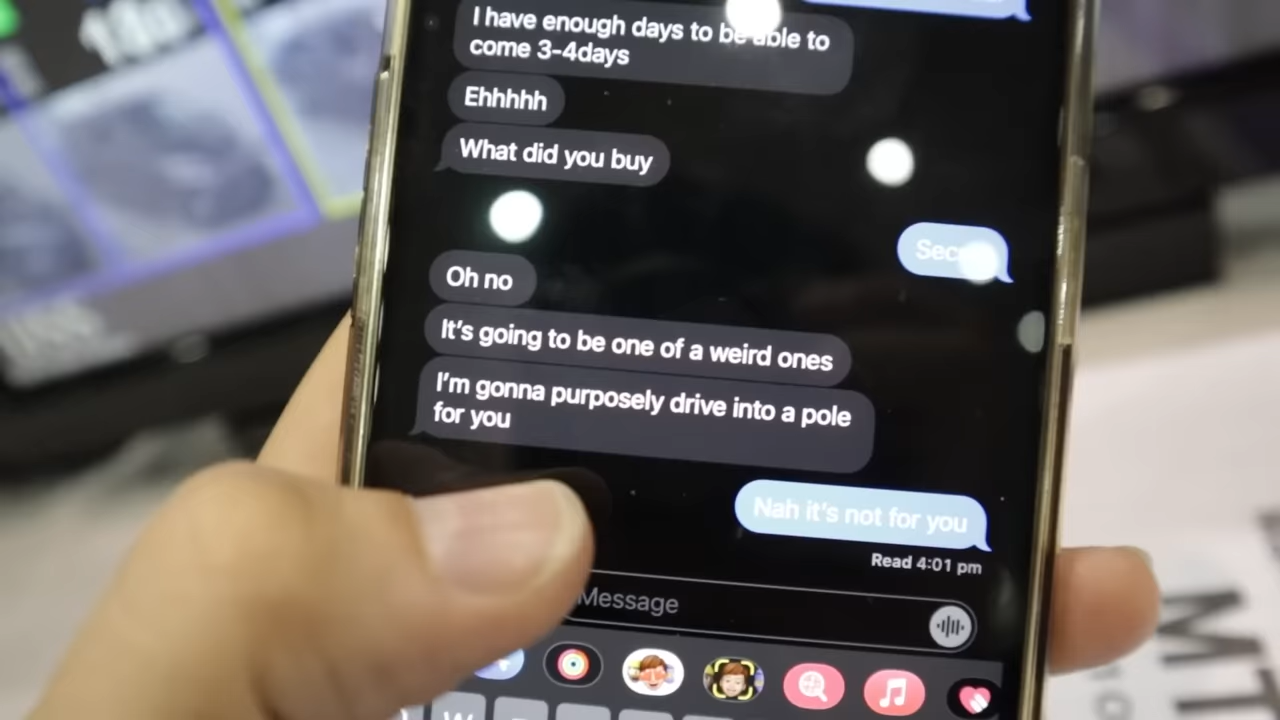 I have enough days to be able to
come 3-4days
Ehhhhh
What did you buy
Oh no
It's going to be one of a weird ones
I'm gonna purposely drive into a pole
for you
Nah it's not for you
Read 4:01 pm
Message
W
MT